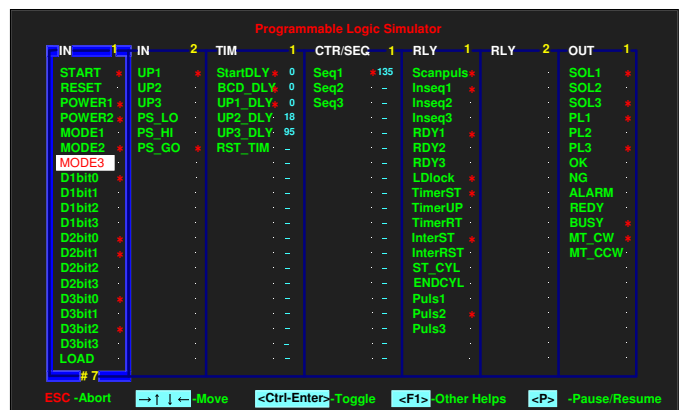 Programmable Logic Simulator
IN 1 IN 2 TIM 1 CTR/SEQ 1 RLY 1 RLY 2 OUT 1
START * UP1 * StartDLY * 0 Seq1 * 135 Scanpuls * SOL1 *
RESET UP2 BCD_DLY * 0 Seq2 - Inseq1 * SOL2
POWER1 * UP3 UP1_DLY * 0 Seq3 - Inseq2 SOL3 *
POWER2 * PS_LO UP2_DLY 18 - Inseq3 PL1 *
MODE1 PS_HI UP3_DLY 95 - RDY1 * PL2
MODE2 * PS_GO * RST_TIM - - RDY2 PL3 *
MODE3 - - RDY3 OK
D1bit0 * - - LDlock * NG
D1bit1 - - TimerST * ALARM
D1bit2 - - TimerUP REDY
D1bit3 - - TimerRT BUSY *
D2bit0 * - - InterST * MT_CW *
D2bit1 * - - InterRST MT_CCW
D2bit2 - - ST_CYL
D2bit3 - - ENDCYL
D3bit0 * - - Puls1
D3bit1 - - Puls2 *
D3bit2 * - - Puls3
D3bit3 - -
LOAD - -
# 7
ESC -Abort →↑ ↓← -Move <Ctrl-Enter> -Toggle <F1> -Other Helps <P> -Pause/Resume